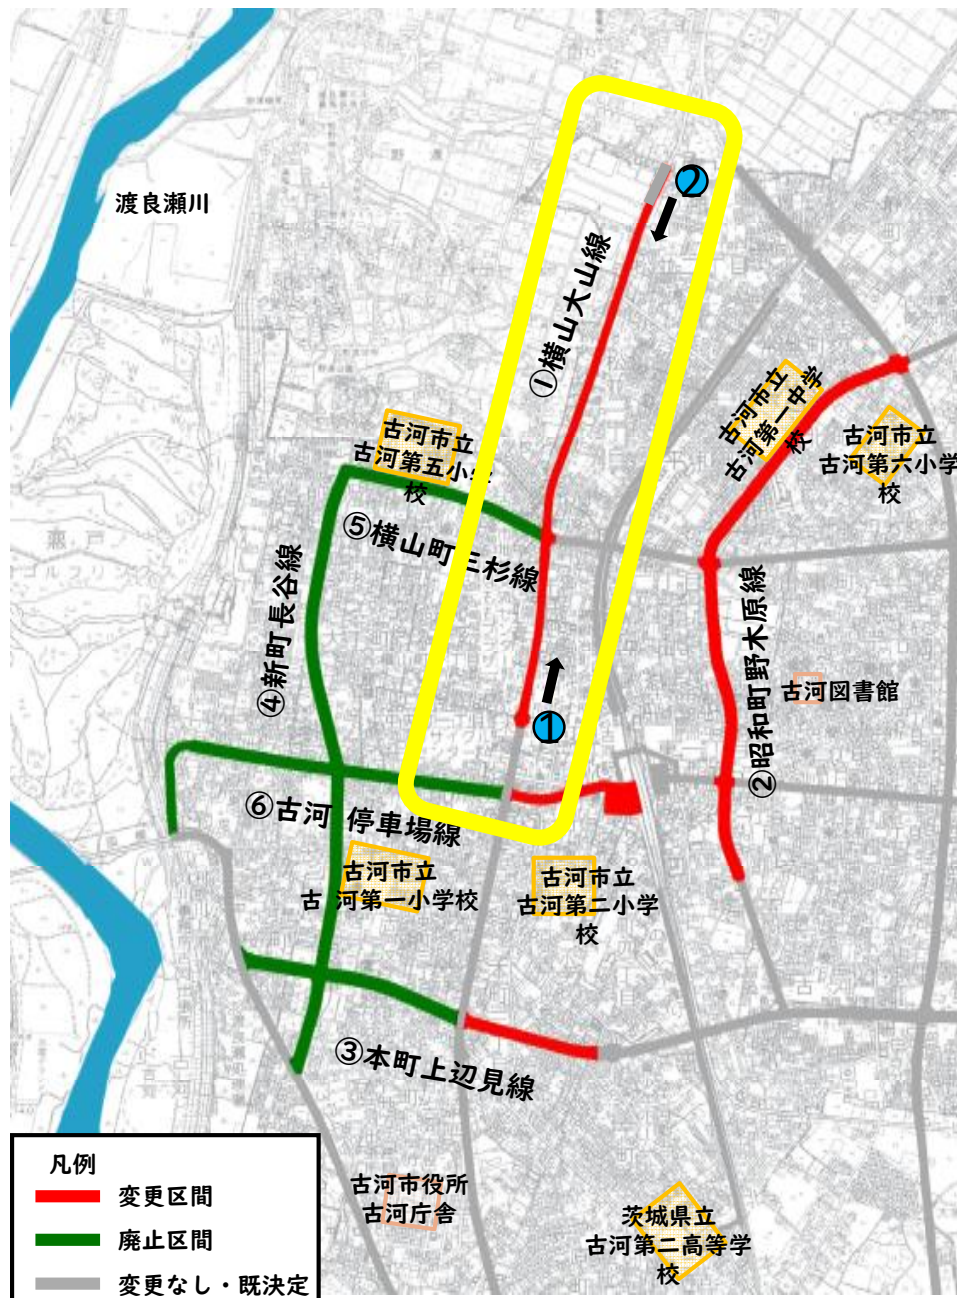 渡良瀬川
②
①横山大山線
古河市立
古河第一中学
校
古河市立
古河第六小学
校
古河市立
古河第五小学
校
⑤横山町三杉線
④新町長谷線
②昭和町野木原線
古河図書館
①
⑥古河 停車場線
古河市立
古 河第一小学校
古河市立
古河第二小学
校
③本町上辺見線
古河市役所
古河庁舎
茨城県立
古河第二高等学
校
凡例
変更区間
廃止区間
変更なし・既決定